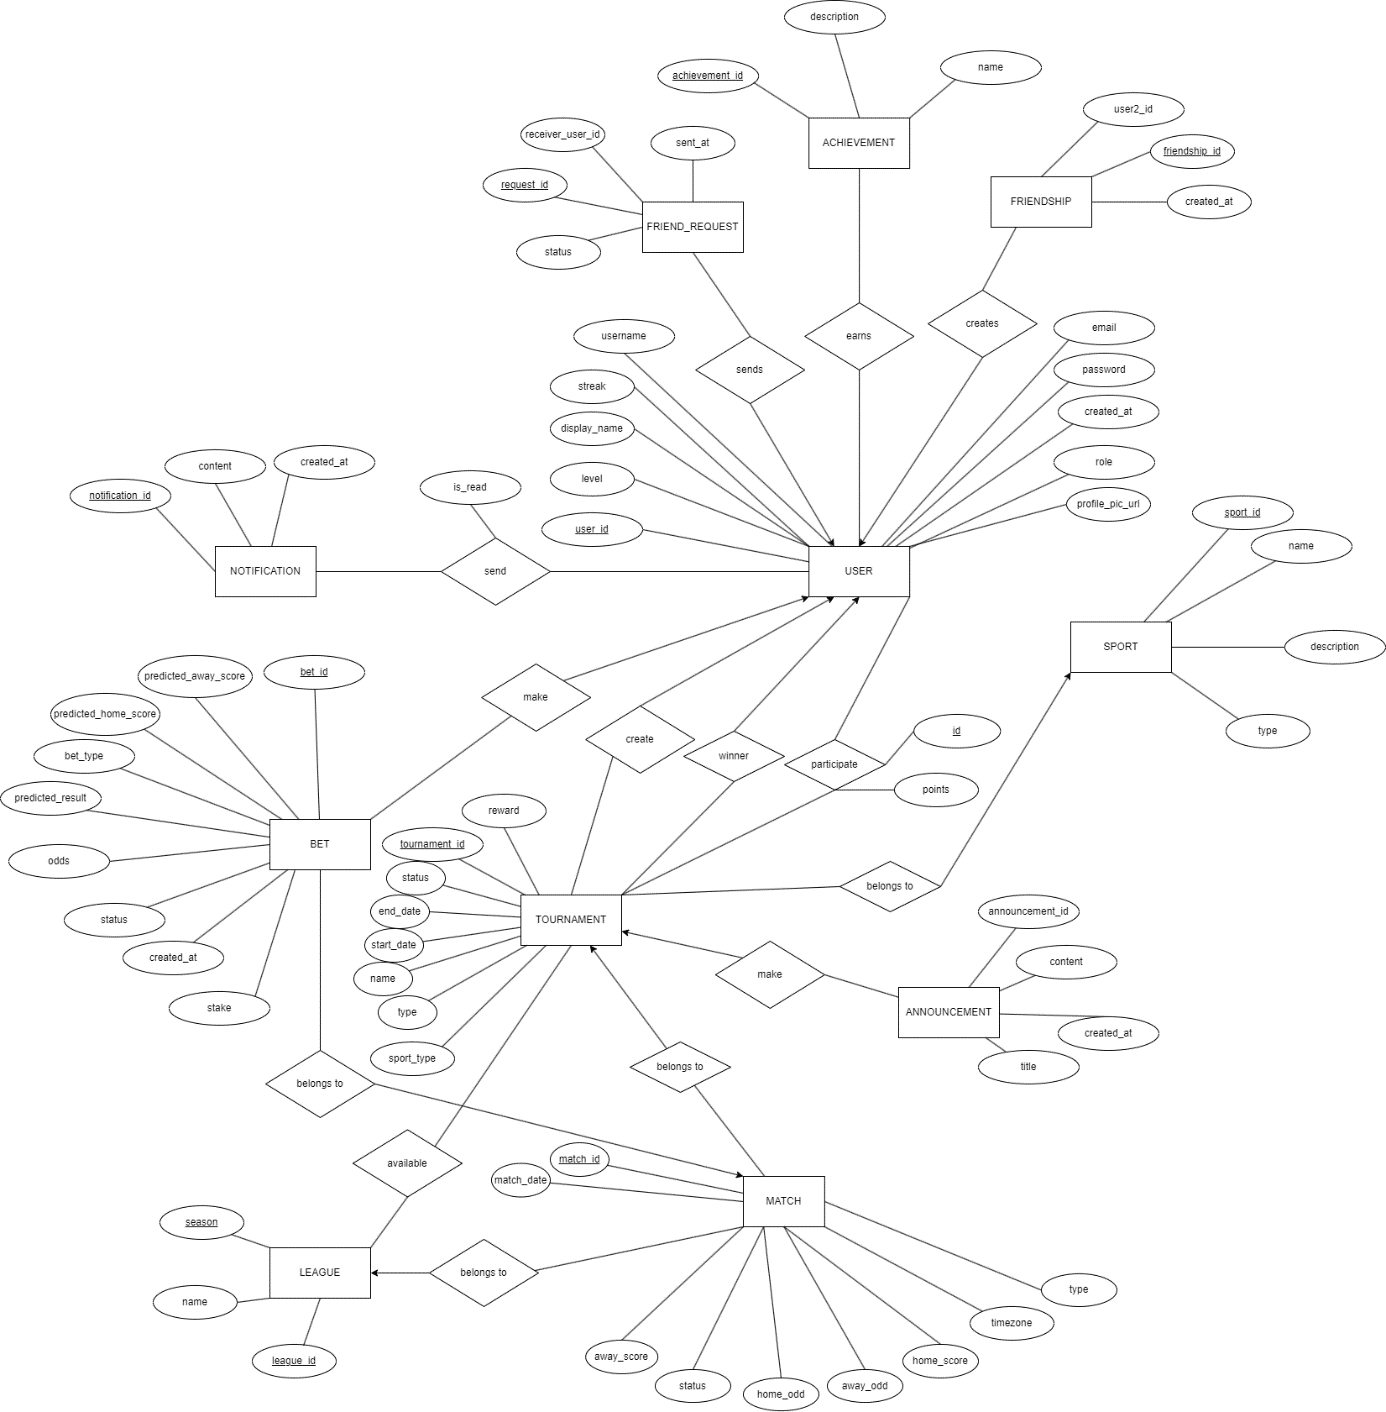 description
name
achievement_id
user2_id
receiver_user_id
sent_at
ACHIEVEMENT
friendship_id
request_id
FRIENDSHIP
created_at
FRIEND_REQUEST
status
creates
email
username
earns
sends
password
streak
created_at
display_name
role
content
created_at
level
is_read
notification_id
profile_pic_url
sport_id
user_id
name
NOTIFICATION
send
USER
SPORT
description
predicted_away_score
bet_id
make
predicted_home_score
id
type
create
bet_type
winner
participate
points
predicted_result
reward
BET
tournament_id
odds
status
belongs to
end_date
announcement_id
status
TOURNAMENT
start_date
created_at
content
name
make
stake
type
ANNOUNCEMENT
created_at
sport_type
belongs to
title
belongs to
available
match_id
match_date
MATCH
season
LEAGUE
belongs to
type
name
timezone
away_score
home_score
league_id
status
away_odd
home_odd